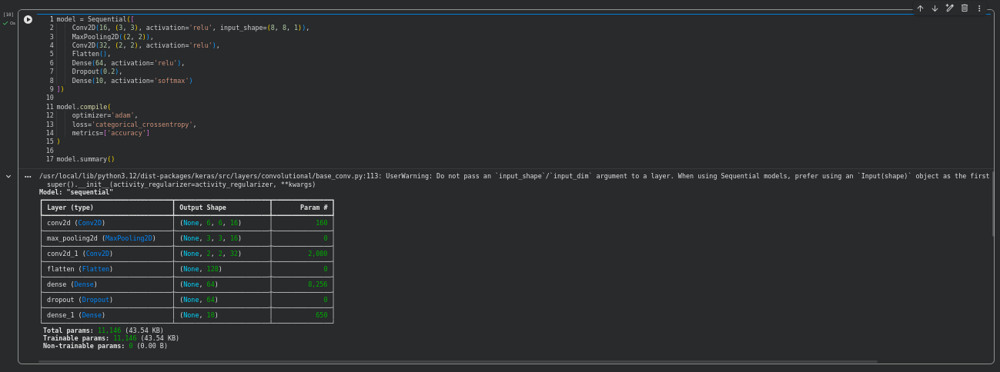 [10]
0s
1 model = Sequential([
2 Conv2D(16, (3, 3), activation='relu', input_shape=(8, 8, 1)),
3 MaxPooling2D((2, 2)),
4 Conv2D(32, (2, 2), activation='relu'),
5 Flatten(),
6 Dense(64, activation='relu'),
7 Dropout(0.2),
8 Dense(10, activation='softmax')
9 ])
10
11 model.compile(
12 optimizer='adam',
13 loss='categorical_crossentropy',
14 metrics=['accuracy']
15 )
16
17 model.summary()
/usr/local/lib/python3.12/dist-packages/keras/src/layers/convolutional/base_conv.py:113: UserWarning: Do not pass an `input_shape`/`input_dim` argument to a layer. When using Sequential models, prefer using an `Input(shape)` object as the first
super().__init__(activity_regularizer=activity_regularizer, **kwargs)
Model: "sequential"
Layer (type) Output Shape Param #
conv2d (Conv2D) (None, 6, 6, 16) 160
max_pooling2d (MaxPooling2D) (None, 3, 3, 16) 0
conv2d_1 (Conv2D) (None, 2, 2, 32) 2,080
flatten (Flatten) (None, 128) 0
dense (Dense) (None, 64) 8,256
dropout (Dropout) (None, 64) 0
dense_1 (Dense) (None, 10) 650
Total params: 11,146 (43.54 KB)
Trainable params: 11,146 (43.54 KB)
Non-trainable params: 0 (0.00 B)